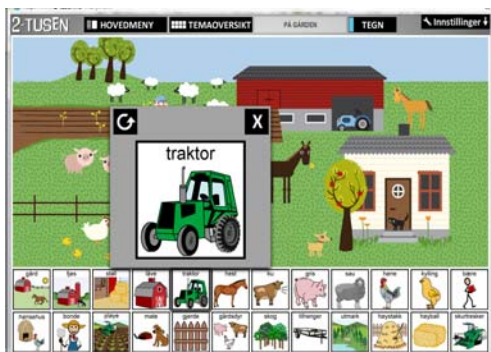 2-TUSEN HOVEDMENY TEMAOVERSIKT PÅ GÅRDEN TEGN Innstillinger
X
traktor
gård fjøs stall låve traktor hest ku gris sau høne kylling bære
hønsehus bonde pløye mate gjerde gårdsdyr skog tilhenger utmark høystakk høyball skurtresker